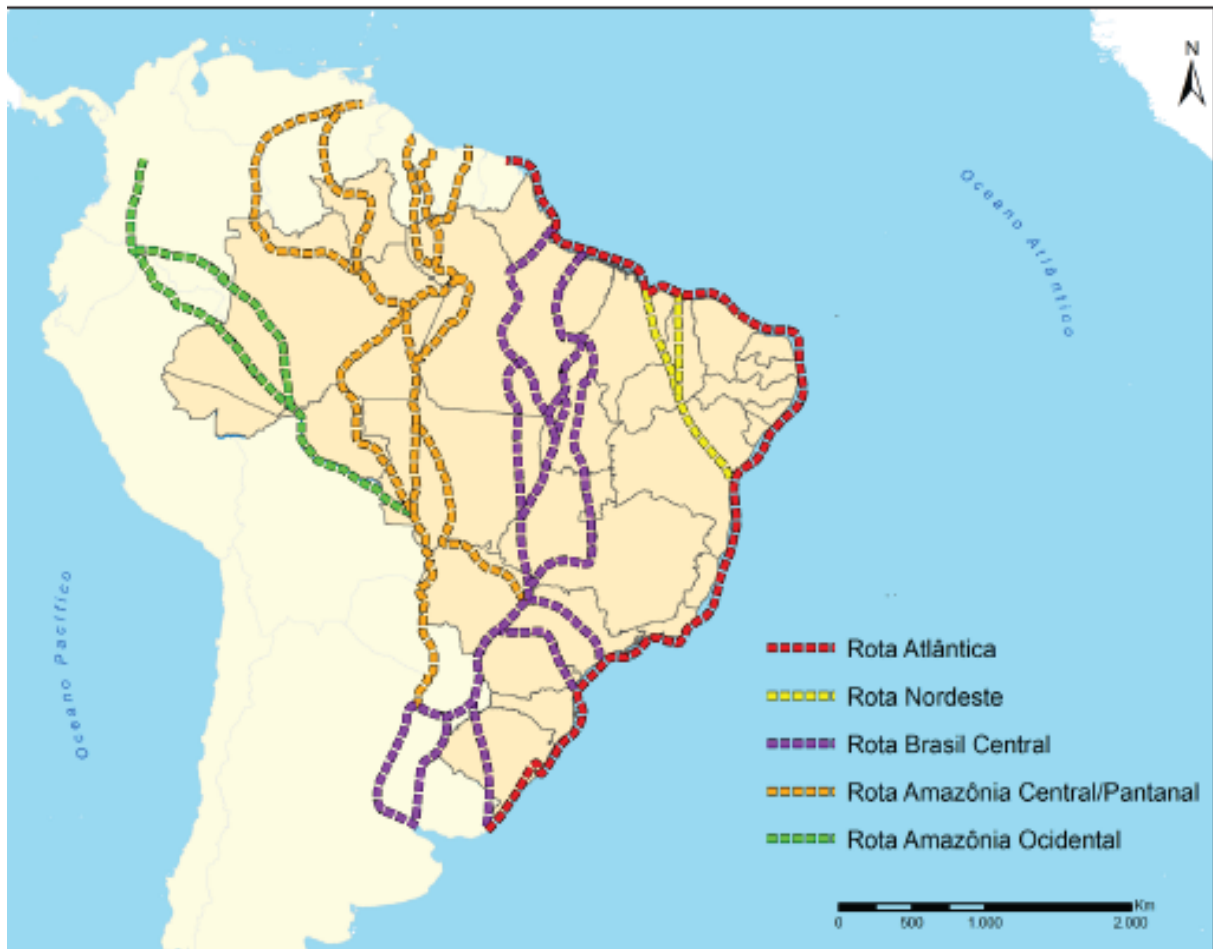 N
Oceano Atlântico
Oceano Pacífico
Rota Atlântica
Rota Nordeste
Rota Brasil Central
Rota Amazônia Central/Pantanal
Rota Amazônia Ocidental
Km
0 500 1.000 2.000